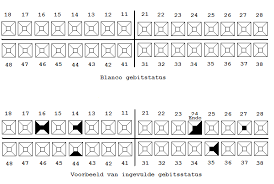 18 17 16 15 14 13 12 11 21 22 23 24 25 26 27 28
48 47 46 45 44 43 42 41 31 32 33 34 35 36 37 38
Blanco gebitstatus
18 17 16 15 14 13 12 11 21 22 23 24 25 26 27 28
Endo
48 47 46 45 44 43 42 41 31 32 33 34 35 36 37 38
Voorbeeld van ingevulde gebitsstatus